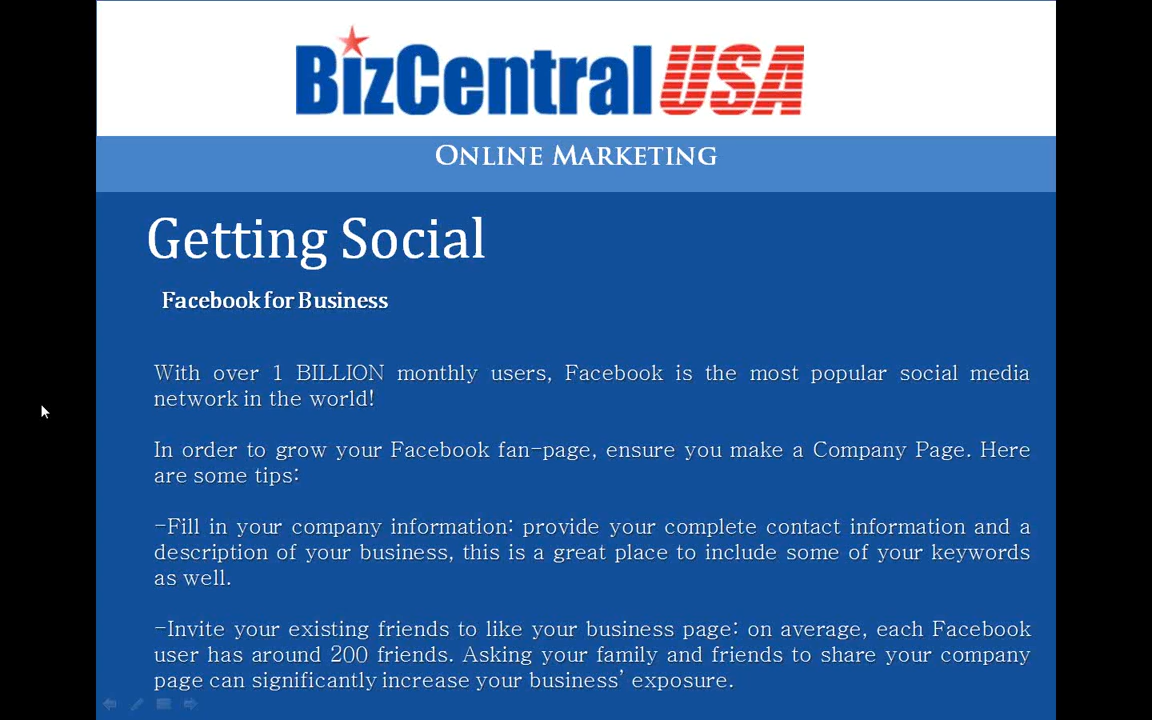 BizCentral USA
ONLINE MARKETING
Getting Social
Facebook for Business
With over 1 BILLION monthly users, Facebook is the most popular social media
network in the world!
In order to grow your Facebook fan-page, ensure you make a Company Page. Here
are some tips:
-Fill in your company information: provide your complete contact information and a
description of your business, this is a great place to include some of your keywords
as well.
-Invite your existing friends to like your business page: on average, each Facebook
user has around 200 friends. Asking your family and friends to share your company
page can significantly increase your business’ exposure.